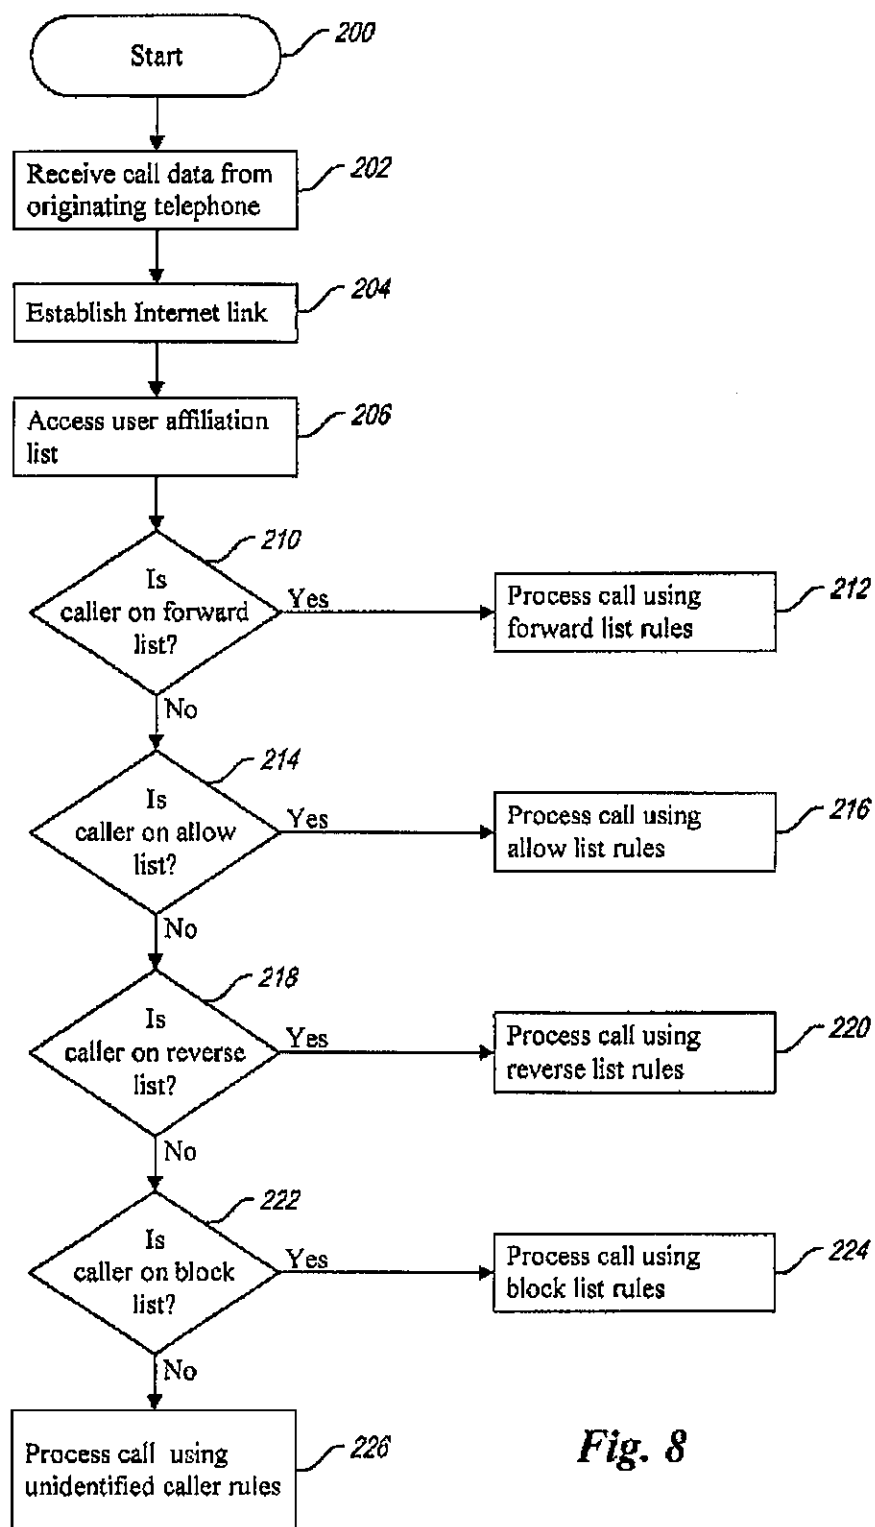 Start
200
Receive call data from
originating telephone
202
Establish Internet link
204
Access user affiliation
list
206
210
Is
caller on forward
list?
Yes
Process call using
forward list rules
212
No
214
Is
caller on allow
list?
Yes
Process call using
allow list rules
216
No
218
Is
caller on reverse
list?
Yes
Process call using
reverse list rules
220
No
222
Is
caller on block
list?
Yes
Process call using
block list rules
224
No
Process call using
unidentified caller rules
226
Fig. 8